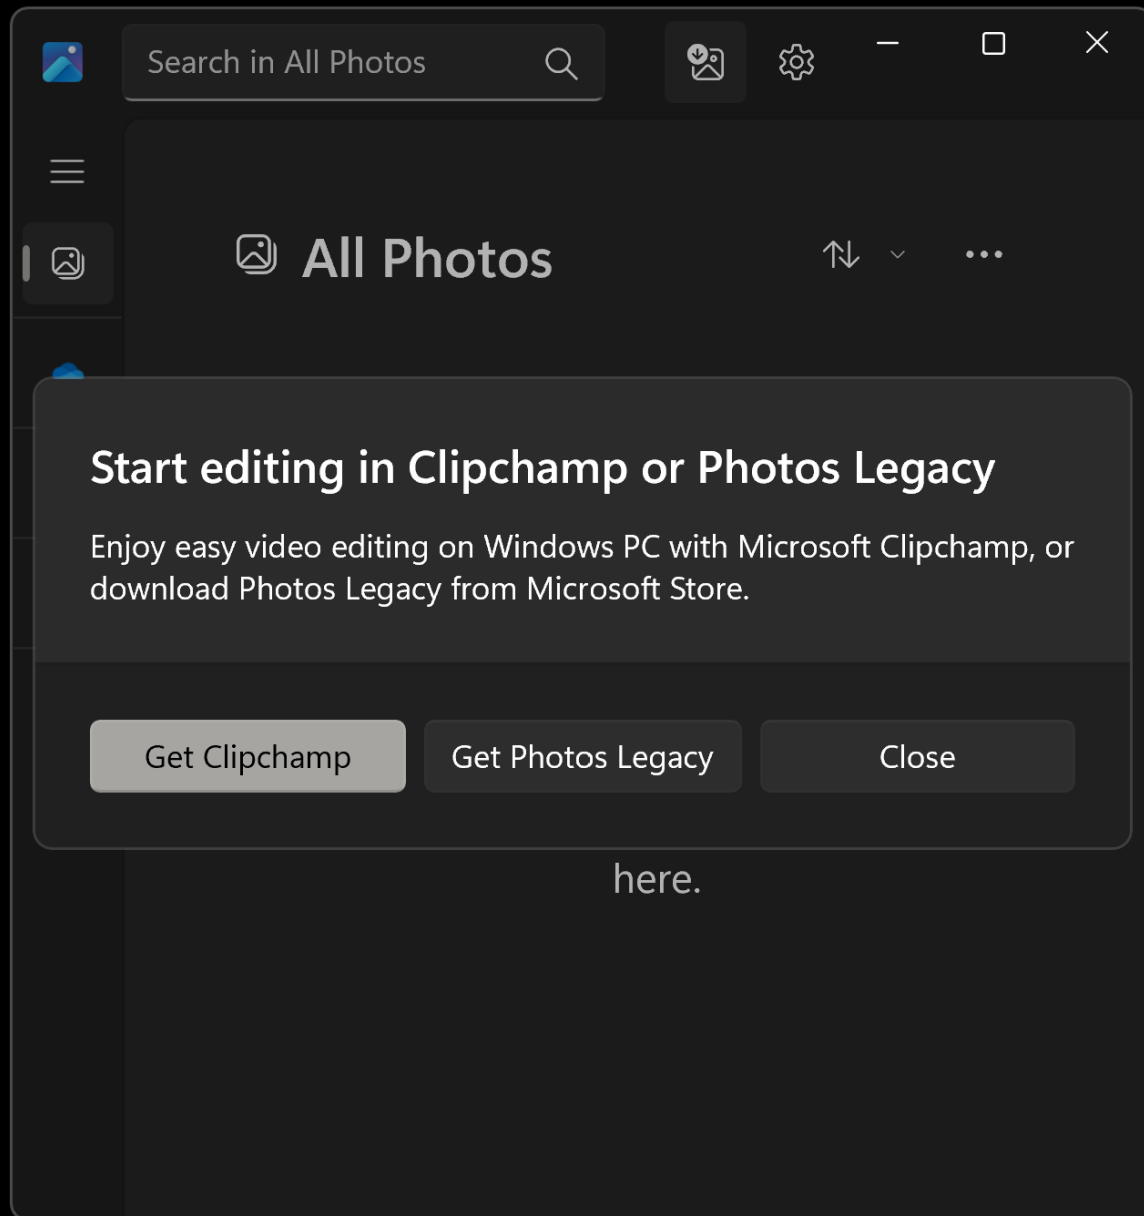 Search in All Photos
All Photos
Start editing in Clipchamp or Photos Legacy
Enjoy easy video editing on Windows PC with Microsoft Clipchamp, or
download Photos Legacy from Microsoft Store.
Get Clipchamp
Get Photos Legacy
Close
here.